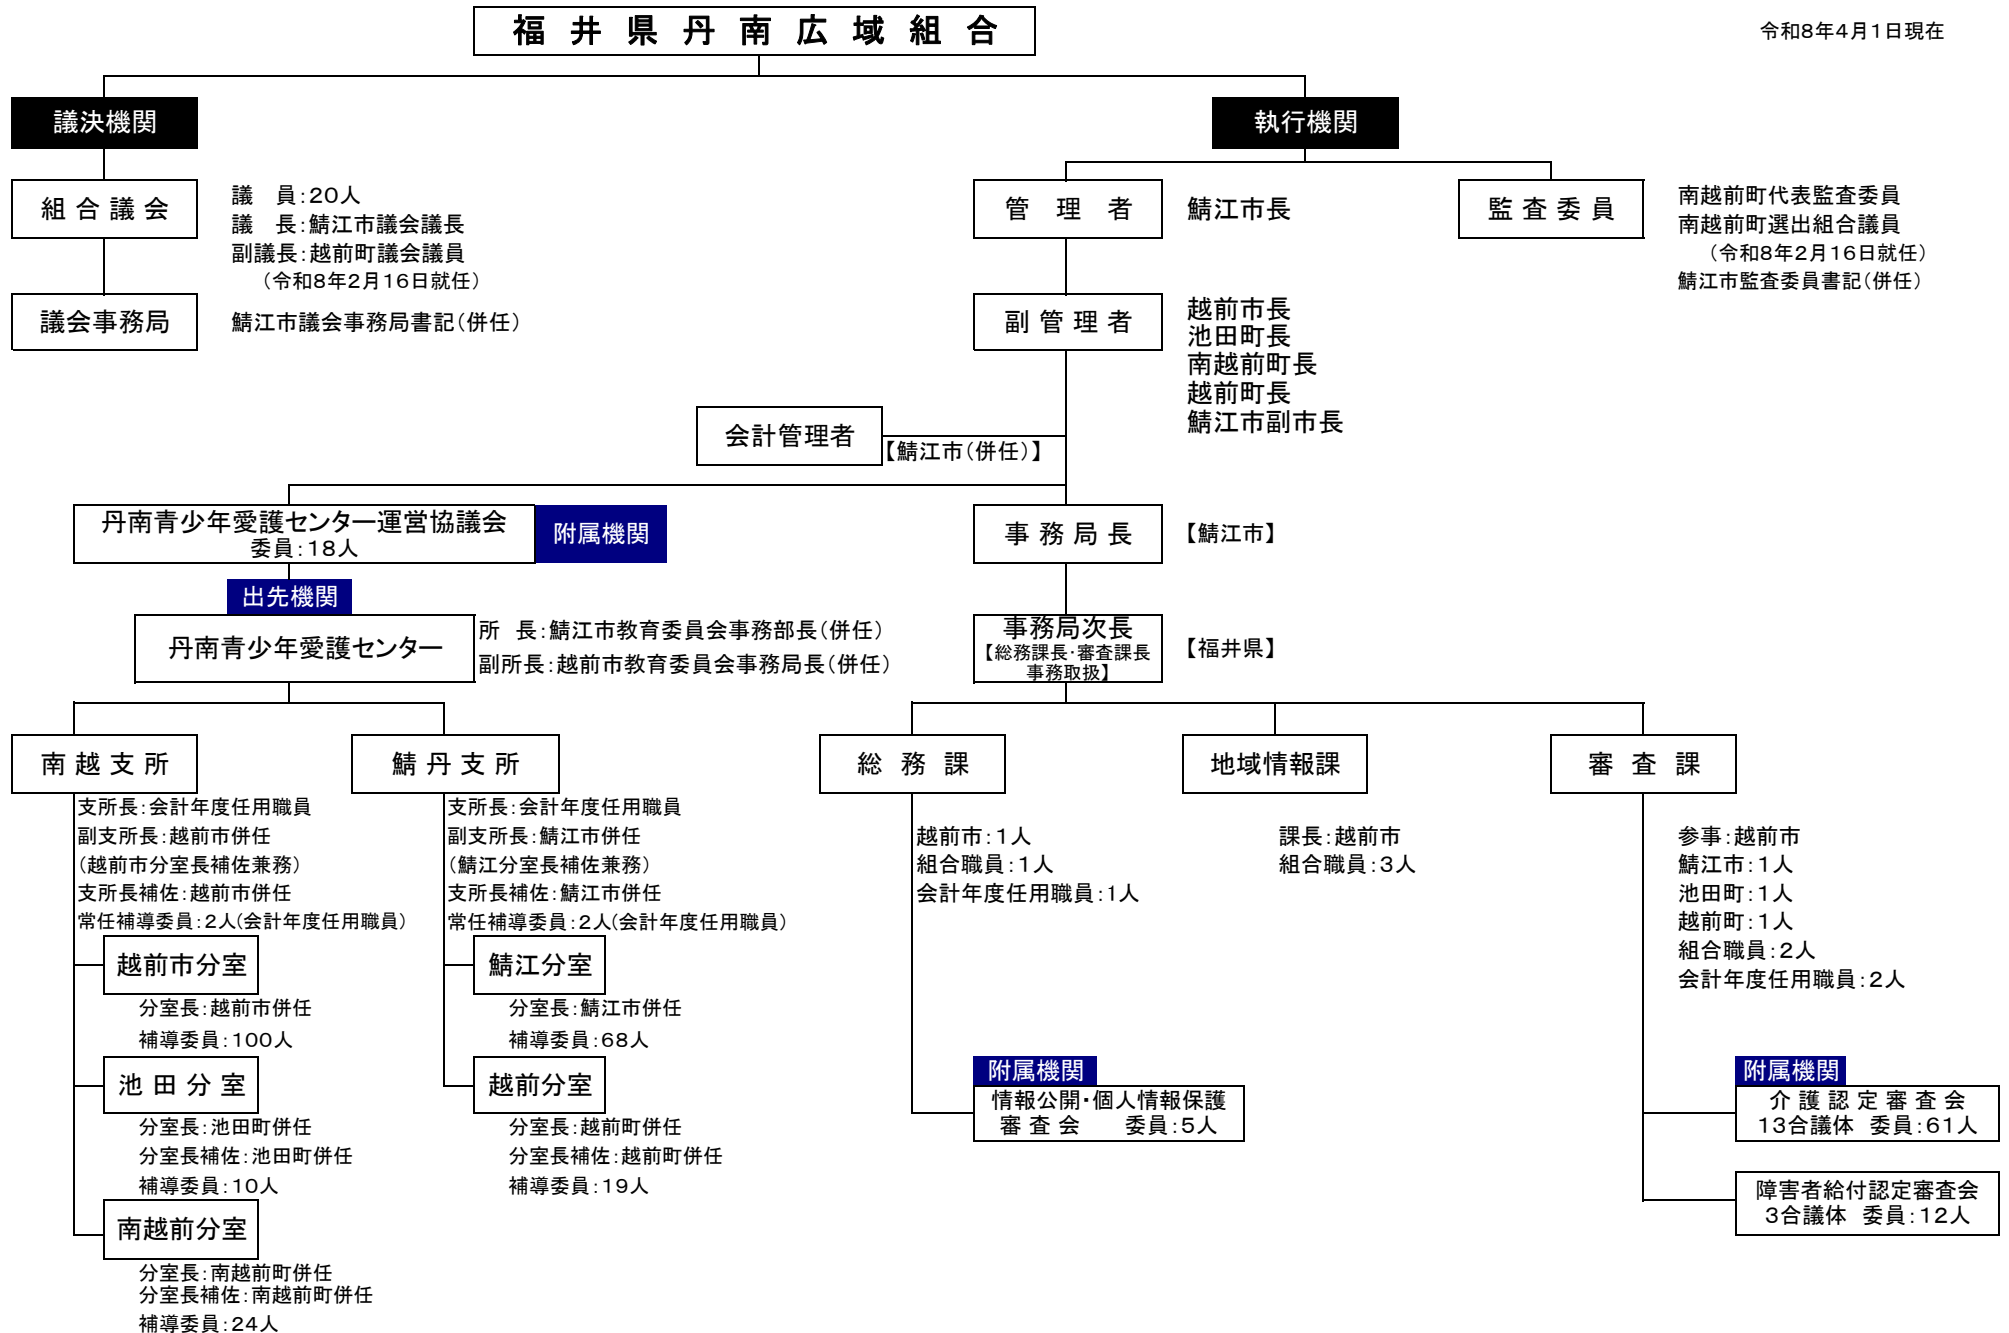 福井県丹南広域組合
令和8年4月1日現在
議決機関
執行機関
組合議会
議　員：20人
議　長：鯖江市議会議長
副議長：越前町議会議員
（令和8年2月16日就任）
議会事務局
鯖江市議会事務局書記（併任）
管理者
鯖江市長
監査委員
南越前町代表監査委員
南越前町選出組合議員
（令和8年2月16日就任）
鯖江市監査委員書記（併任）
副管理者
越前市長
池田町長
南越前町長
越前町長
鯖江市副市長
会計管理者
【鯖江市（併任）】
丹南青少年愛護センター運営協議会
委員：18人
附属機関
事務局長
【鯖江市】
出先機関
丹南青少年愛護センター
所　長：鯖江市教育委員会事務部長（併任）
副所長：越前市教育委員会事務局長（併任）
事務局次長
【総務課長・審査課長
事務取扱】
【福井県】
南越支所
支所長：会計年度任用職員
副支所長：越前市併任
（越前市分室長補佐兼務）
支所長補佐：越前市併任
常任補導委員：2人（会計年度任用職員）
越前市分室
分室長：越前市併任
補導委員：100人
池田分室
分室長：池田町併任
分室長補佐：池田町併任
補導委員：10人
南越前分室
分室長：南越前町併任
分室長補佐：南越前町併任
補導委員：24人
鯖丹支所
支所長：会計年度任用職員
副支所長：鯖江市併任
（鯖江分室長補佐兼務）
支所長補佐：鯖江市併任
常任補導委員：2人（会計年度任用職員）
鯖江分室
分室長：鯖江市併任
補導委員：68人
越前分室
分室長：越前町併任
分室長補佐：越前町併任
補導委員：19人
総務課
越前市：1人
組合職員：1人
会計年度任用職員：1人
附属機関
情報公開・個人情報保護
審査会　委員：5人
地域情報課
課長：越前市
組合職員：3人
審査課
参事：越前市
鯖江市：1人
池田町：1人
越前町：1人
組合職員：2人
会計年度任用職員：2人
附属機関
介護認定審査会
13合議体　委員：61人
障害者給付認定審査会
3合議体　委員：12人